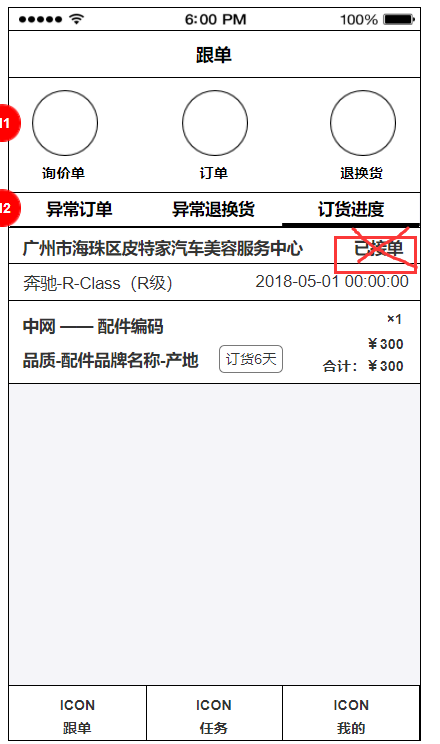 6:00 PM 100%
跟单
询价单 订单 退换货
异常订单 异常退换货 订货进度
广州市海珠区皮特家汽车美容服务中心 已接单
奔驰-R-Class（R级） 2018-05-01 00:00:00
中网 —— 配件编码 ×1
￥300
品质-配件品牌名称-产地 订货6天 合计：￥300
ICON ICON ICON
跟单 任务 我的